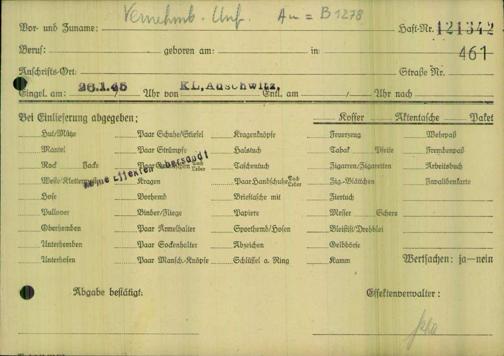 Vernehmb. Unf. Au = B 1278
Vor- und Zuname: Haft-Nr. 121342
Beruf: geboren am: in 461
Anschrifts-Ort: Straße Nr.
Eingel. am: 26.1.45 Uhr von KL. Auschwitz. Entl. am / Uhr nach
Bei Einlieferung abgegeben: Koffer Aktentasche Paket
Hut/Mütze Paar Schuhe/Stiefel Kragenknöpfe Feuerzeug Wehrpaß
Mantel Paar Strümpfe Halstuch Tabak Pfeife Fremdenpaß
Rock Jacke Paar Taschentuch Zigarren/Zigaretten Arbeitsbuch
Keine Effekten übersandt
Weste/Kletterweste Kragen Paar Handschuhe Tuch Leder Zig.-Blättchen Invalidenkarte
Hose Vorhemd Brieftasche mit Ziertuch
Pullover Binder/Fliege Papiere Messer Schere
Oberhemden Paar Ärmelhalter Sporthemd/Hosen Bleistift/Drehblei
Unterhemden Paar Sockenhalter Abzeichen Geldbörse
Unterhosen Paar Mansch.-Knöpfe Schlüssel a. Ring Kamm Wertsachen: ja—nein
Abgabe bestätigt: Effektenverwalter: